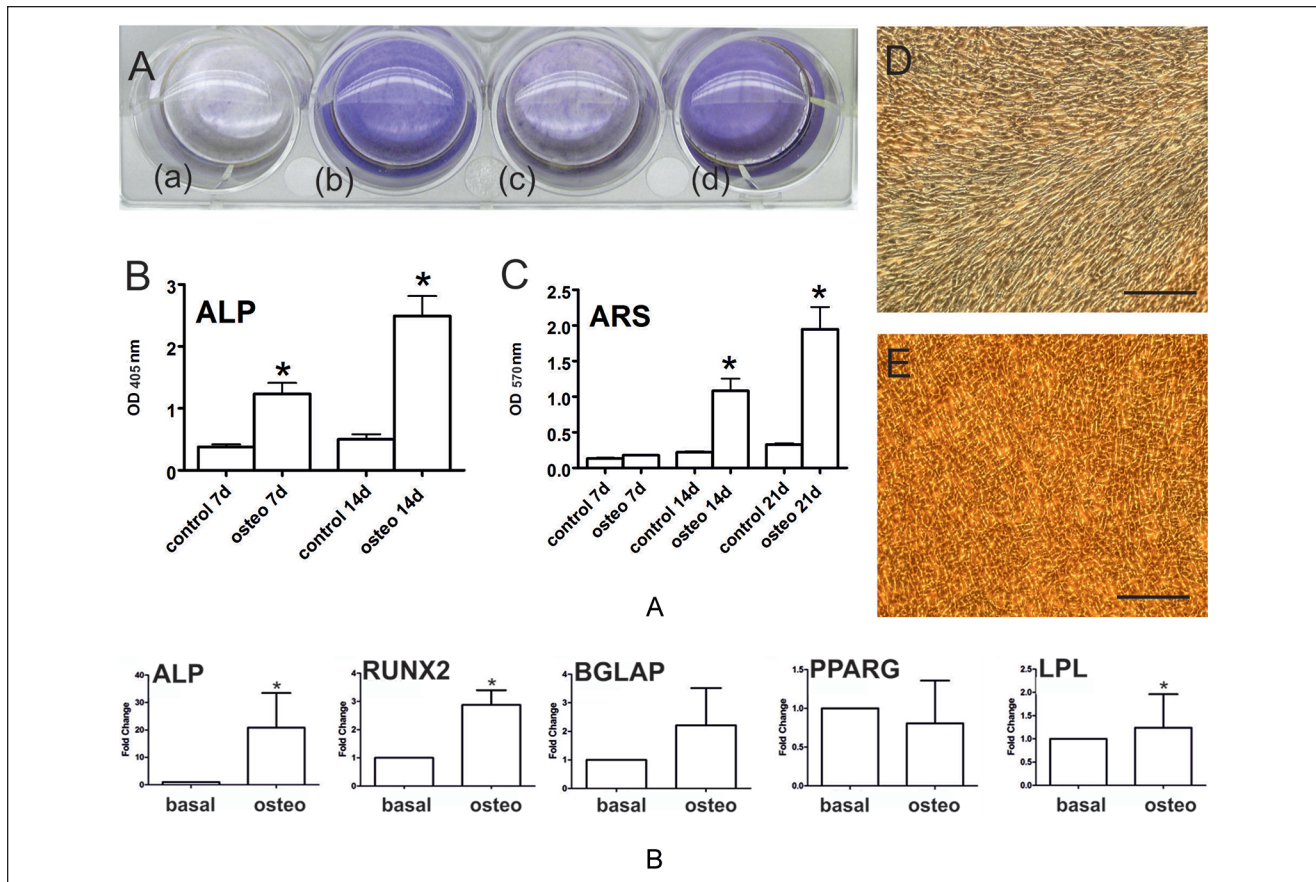 A
(a)
(b)
(c)
(d)
D
B
ALP
OD 405 nm
3
2
1
0
*
*
control 7d
osteo 7d
control 14d
osteo 14d
C
ARS
OD 570nm
2.5
2.0
1.5
1.0
0.5
0.0
*
*
control 7d
osteo 7d
control 14d
osteo 14d
control 21d
osteo 21d
E
A
ALP
Fold Change
40
30
20
10
0
*
basal
osteo
RUNX2
Fold Change
4
3
2
1
0
*
basal
osteo
BGLAP
Fold Change
4
3
2
1
0
basal
osteo
PPARG
Fold Change
1.5
1.0
0.5
0.0
basal
osteo
LPL
Fold Change
2.5
2.0
1.5
1.0
0.5
0.0
*
basal
osteo
B